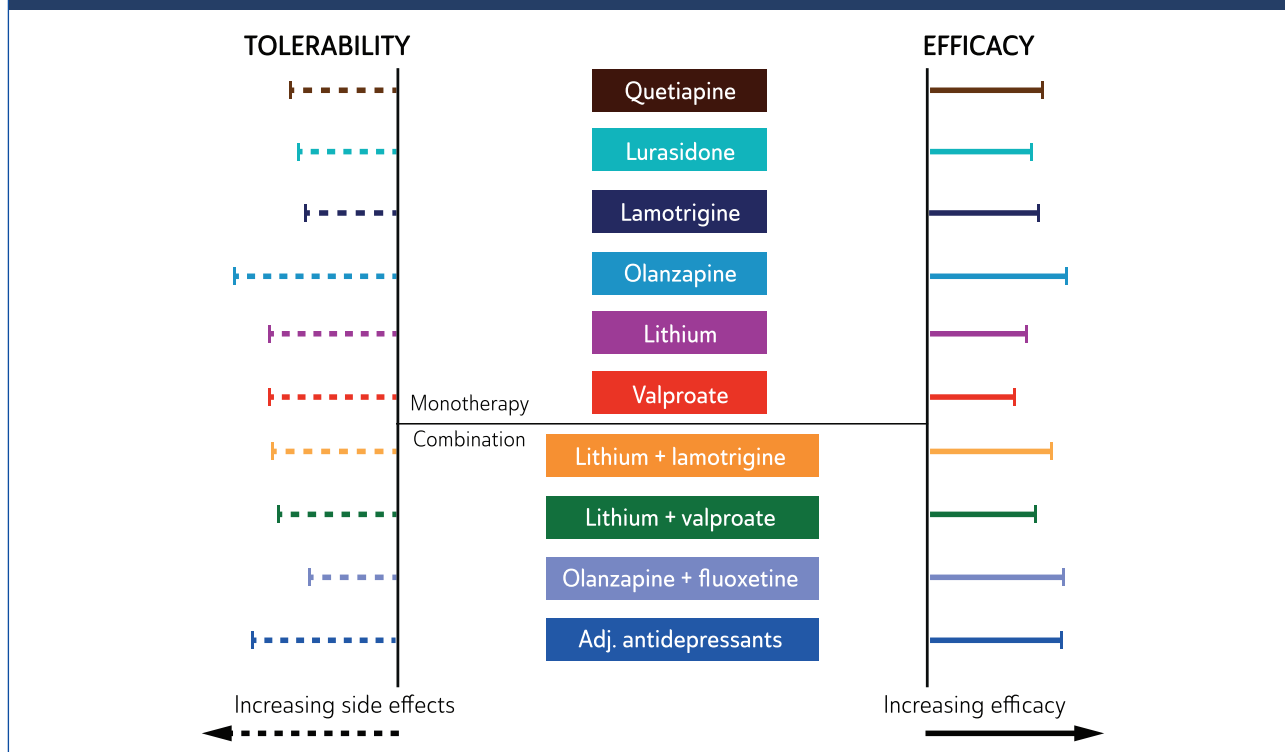 TOLERABILITY
EFFICACY
Quetiapine
Lurasidone
Lamotrigine
Olanzapine
Lithium
Valproate
Monotherapy
Combination
Lithium + lamotrigine
Lithium + valproate
Olanzapine + fluoxetine
Adj. antidepressants
Increasing side effects
Increasing efficacy